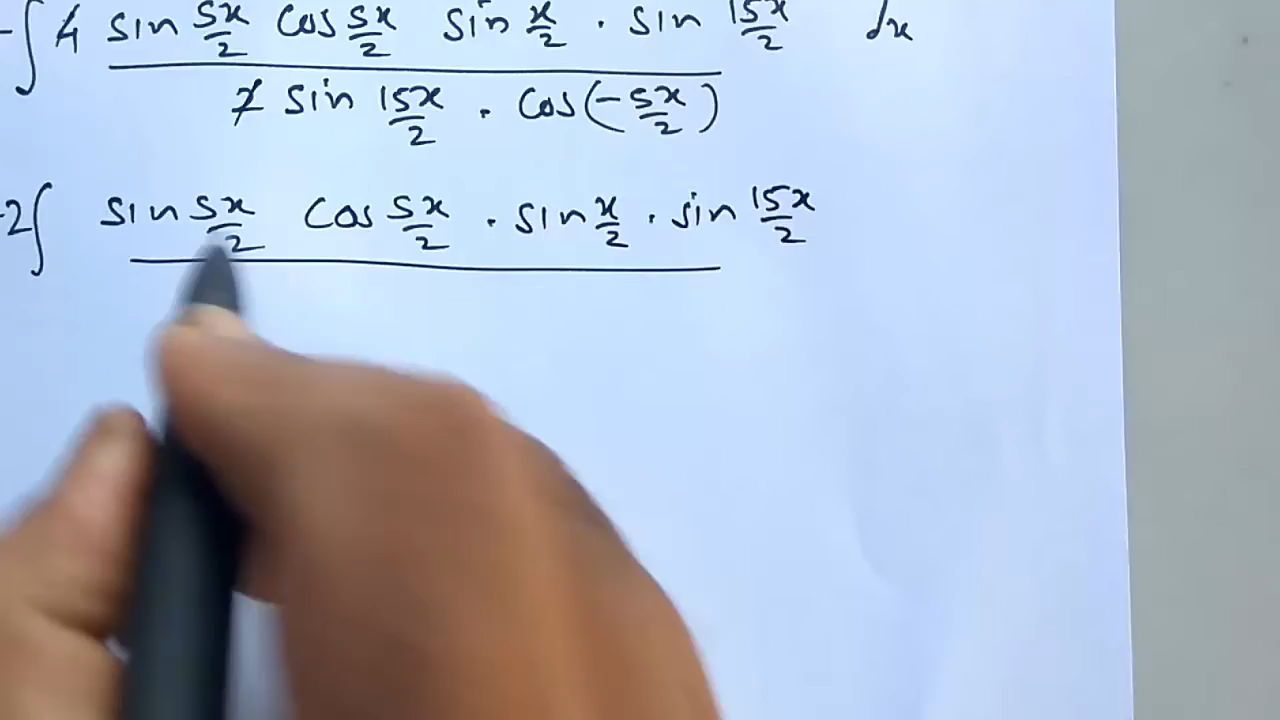 -∫ 4 sin 5x/2 cos 5x/2 sin x/2 · sin 15x/2 dx
2 sin 15x/2 · cos(-5x/2)
-2∫ sin 5x/2 cos 5x/2 · sin x/2 · sin 15x/2